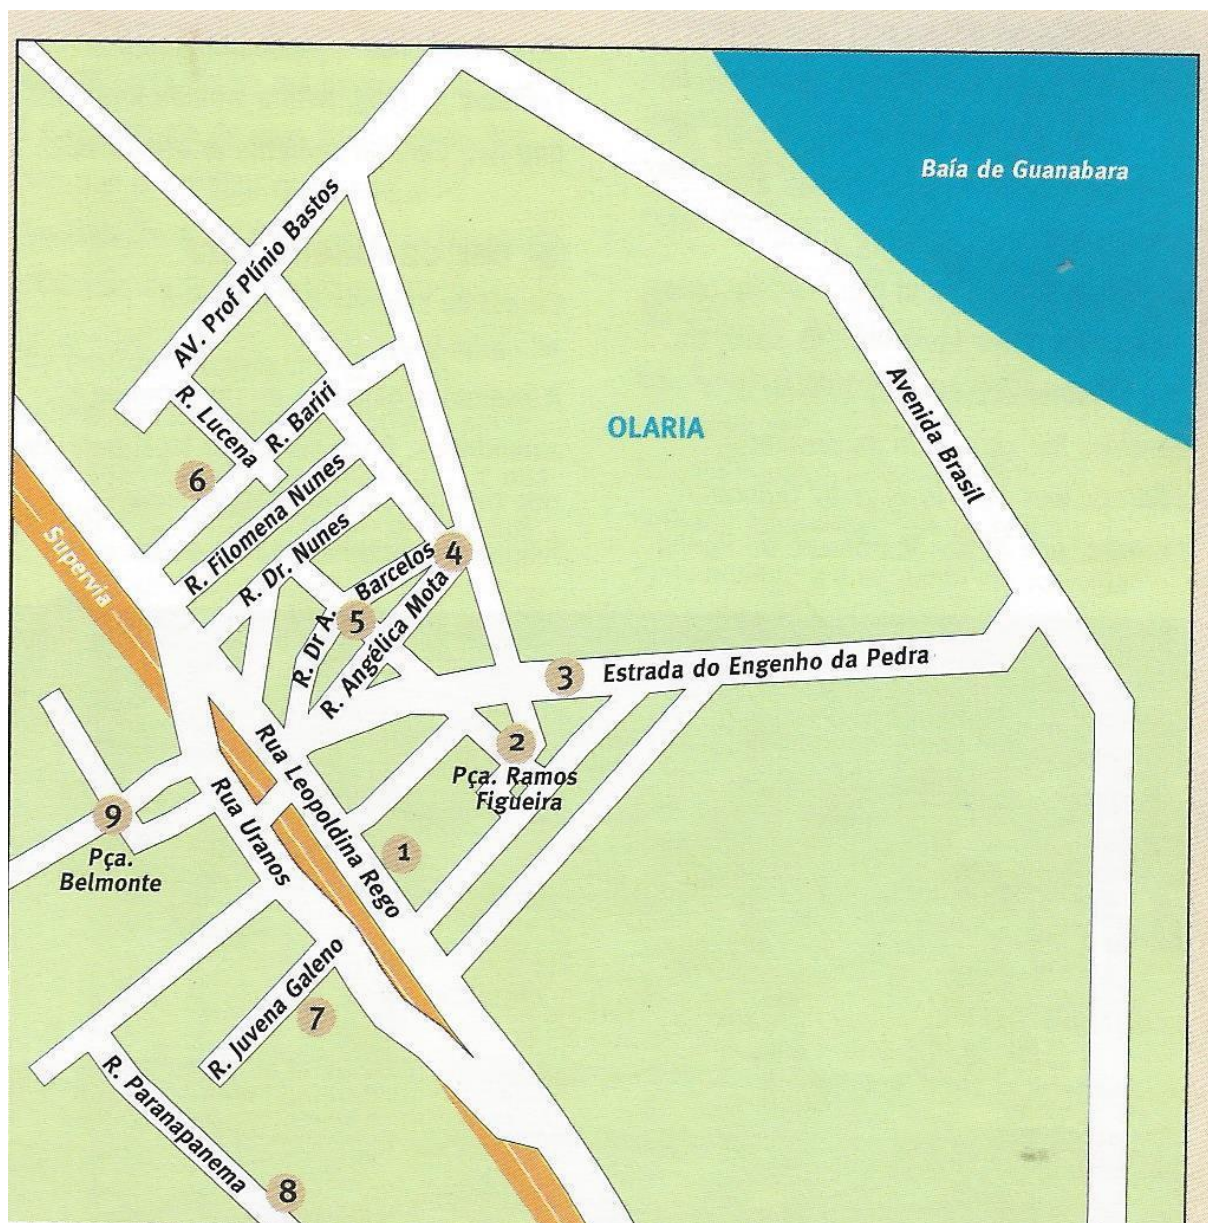 Baía de Guanabara
AV. Prof Plínio Bastos
R. Lucena
R. Bariri
OLARIA
Avenida Brasil
6
R. Filomena Nunes
Supervia
R. Dr. Nunes
4
R. Dr A. Barcelos
5
R. Angélica Mota
3
Estrada do Engenho da Pedra
2
Pça. Ramos
Figueira
Rua Leopoldina Rego
Rua Uranos
9
Pça.
Belmonte
1
R. Juvena Galeno
7
R. Paranapanema
8